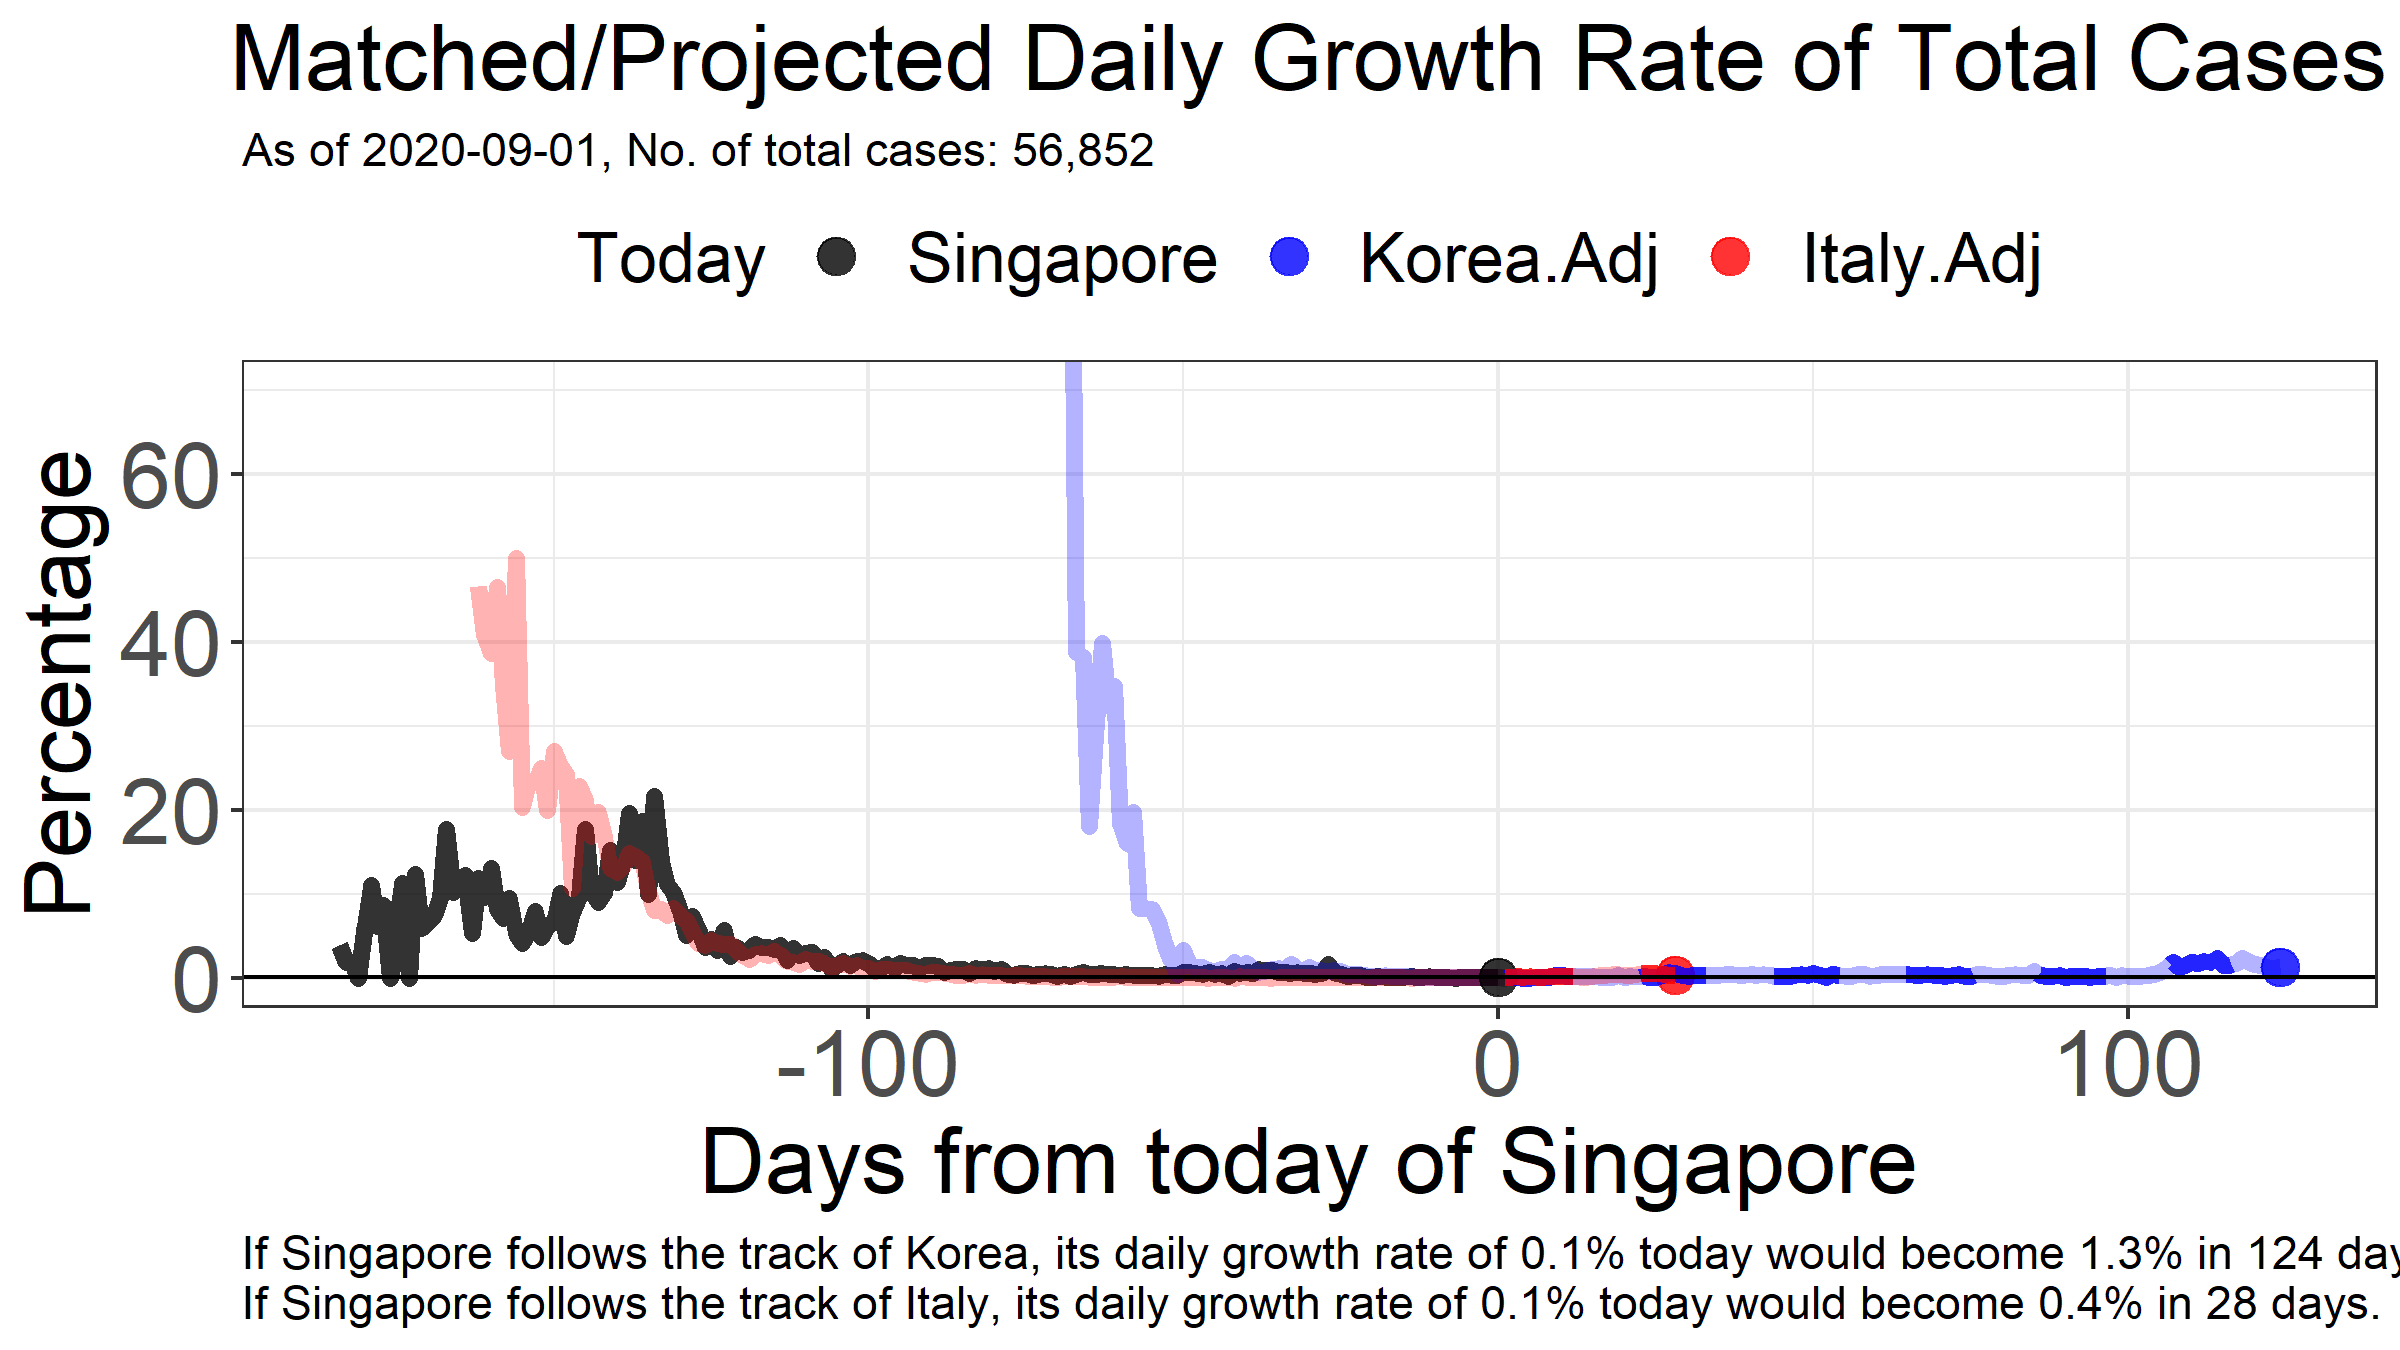 Matched/Projected Daily Growth Rate of Total Cases
As of 2020-09-01, No. of total cases: 56,852
Today Singapore Korea.Adj Italy.Adj
Percentage
60
40
20
0
-100 0 100
Days from today of Singapore
If Singapore follows the track of Korea, its daily growth rate of 0.1% today would become 1.3% in 124 day
If Singapore follows the track of Italy, its daily growth rate of 0.1% today would become 0.4% in 28 days.